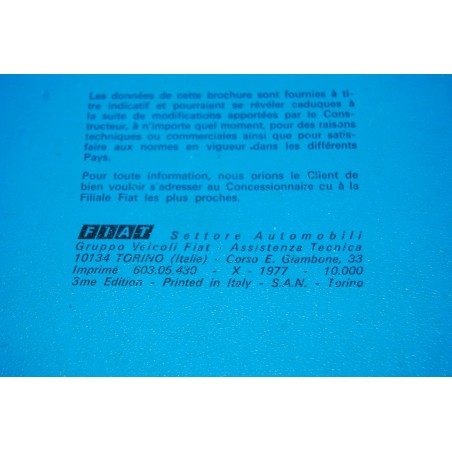 Les données de cette brochure sont fournies à ti-
tre indicatif et pourraient se révéler caduques à
la suite de modifications apportées par le Cons-
tructeur, à n'importe quel moment, pour des raisons
techniques ou commerciales ainsi que pour satis-
faire aux normes en vigueur dans les différents
Pays.
Pour toute information, nous prions le Client de
bien vouloir s'adresser au Concessionnaire ou à la
Filiale Fiat les plus proches.
FIAT Settore Automobili
Gruppo Veicoli Fiat - Assistenza Tecnica
10134 TORINO (Italie) - Corso E. Giambone, 33
Imprimé 603.05.430 - X - 1977 - 10.000
3me Edition - Printed in Italy - S.A.N. - Torino